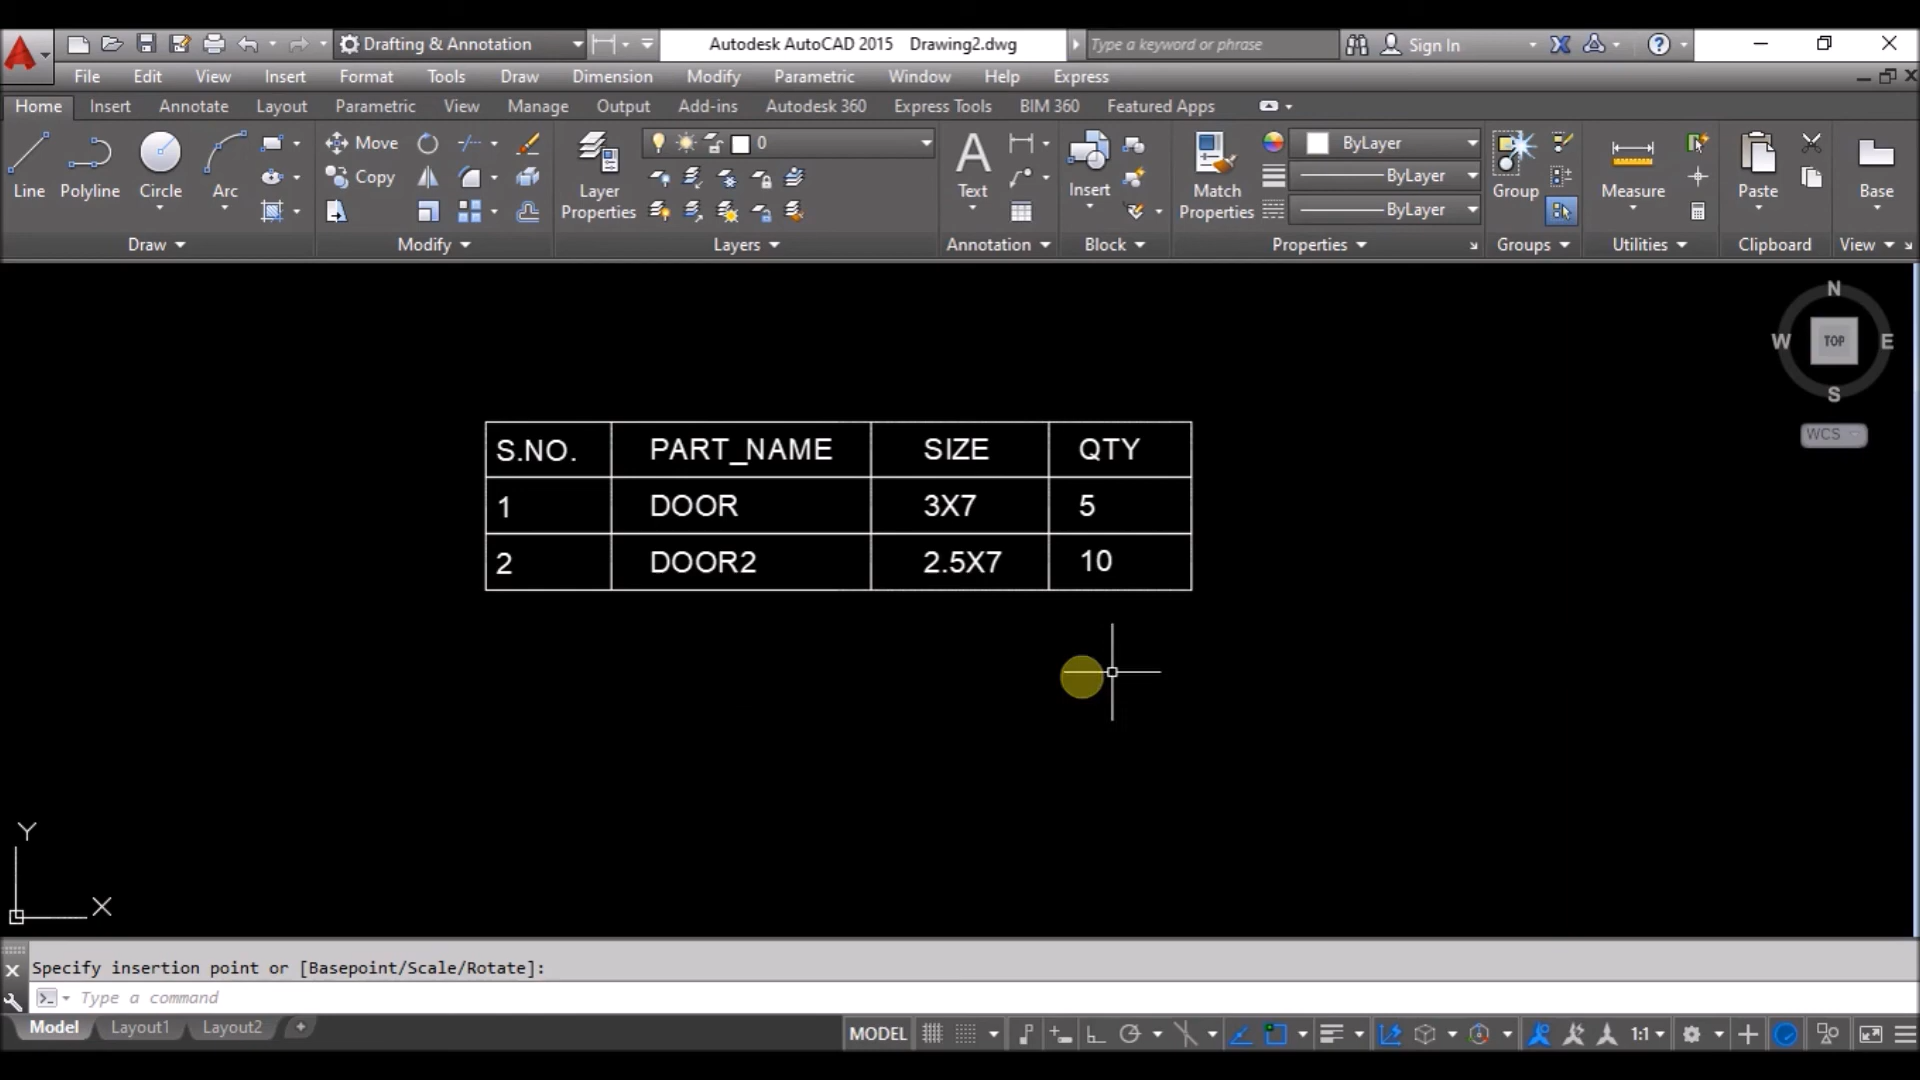 Drafting & Annotation
Autodesk AutoCAD 2015 Drawing2.dwg
Type a keyword or phrase
Sign In
File Edit View Insert Format Tools Draw Dimension Modify Parametric Window Help Express
Home Insert Annotate Layout Parametric View Manage Output Add-ins Autodesk 360 Express Tools BIM 360 Featured Apps
Move 0 ByLayer
Copy ByLayer
Line Polyline Circle Arc Layer Properties Text Insert Match Properties Group Measure Paste Base
ByLayer
Draw Modify Layers Annotation Block Properties Groups Utilities Clipboard View
N
W TOP E
S
WCS
S.NO. PART_NAME SIZE QTY
1 DOOR 3X7 5
2 DOOR2 2.5X7 10
Y
X
Specify insertion point or [Basepoint/Scale/Rotate]:
Type a command
Model Layout1 Layout2 +
MODEL 1:1